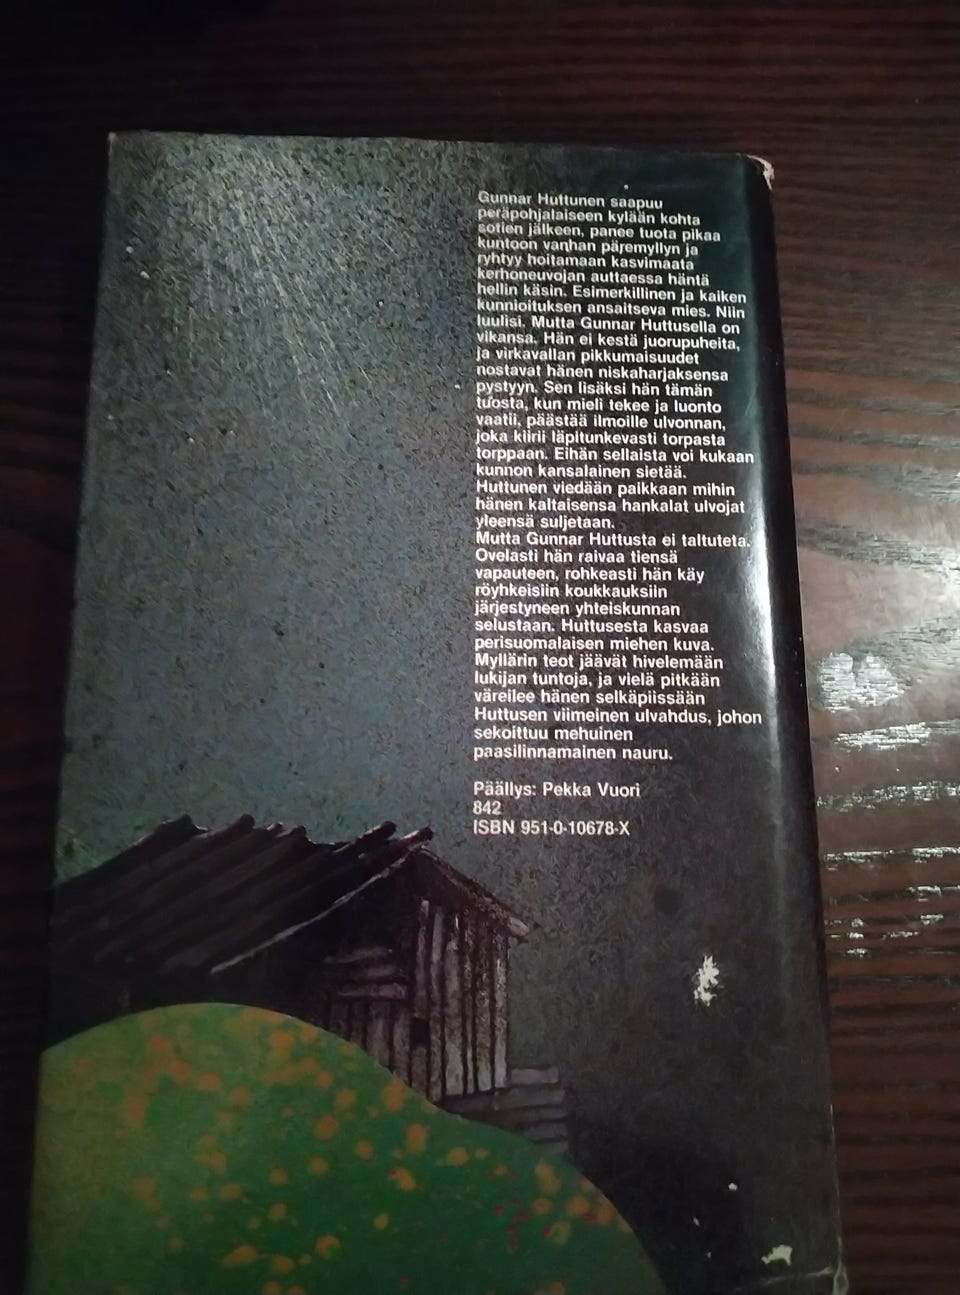 Gunnar Huttunen saapuu
peräpohjalaiseen kylään kohta
sotien jälkeen, panee tuota pikaa
kuntoon vanhan päremyllyn ja
ryhtyy hoitamaan kasvimaata
kerhoneuvojan auttaessa häntä
hellin käsin. Esimerkillinen ja kaiken
kunnioituksen ansaitseva mies. Niin
luulisi. Mutta Gunnar Huttusella on
vikansa. Hän ei kestä juorupuheita,
ja virkavallan pikkumaisuudet
nostavat hänen niskaharjaksensa
pystyyn. Sen lisäksi hän tämän
tuosta, kun mieli tekee ja luonto
vaatii, päästää ilmoille ulvonnan,
joka kiirii läpitunkevasti torpasta
torppaan. Eihän sellaista voi kukaan
kunnon kansalainen sietää.
Huttunen viedään paikkaan mihin
hänen kaltaisensa hankalat ulvojat
yleensä suljetaan.
Mutta Gunnar Huttusta ei taltuteta.
Ovelasti hän raivaa tiensä
vapauteen, rohkeasti hän käy
röyhkeisiin koukkauksiin
järjestyneen yhteiskunnan
selustaan. Huttusesta kasvaa
perisuomalaisen miehen kuva.
Myllärin teot jäävät hivelemään
lukijan tuntoja, ja vielä pitkään
väreilee hänen selkäpiissään
Huttusen viimeinen ulvahdus, johon
sekoittuu mehuinen
paasilinnamainen nauru.
Päällys: Pekka Vuori
842
ISBN 951-0-10678-X